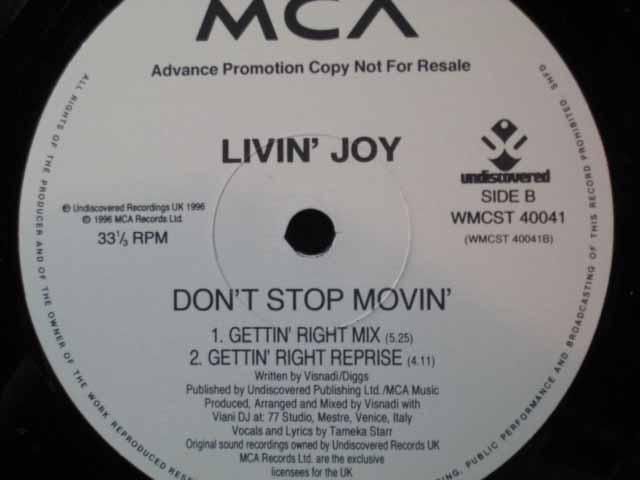 MCA
Advance Promotion Copy Not For Resale
LIVIN' JOY
undiscovered
SIDE B
WMCST 40041
(WMCST 40041B)
℗ Undiscovered Recordings UK 1996
© 1996 MCA Records Ltd.
33⅓ RPM
DON'T STOP MOVIN'
1. GETTIN' RIGHT MIX (5.25)
2. GETTIN' RIGHT REPRISE (4.11)
Written by Visnadi/Diggs
Published by Undiscovered Publishing Ltd./MCA Music
Produced, Arranged and Mixed by Visnadi with
Viani DJ at: 77 Studio, Mestre, Venice, Italy
Vocals and Lyrics by Tameka Starr
Original sound recordings owned by Undiscovered Recordings UK
MCA Records Ltd. are the exclusive
licensees for the UK
ALL RIGHTS OF THE PRODUCER AND OF THE OWNER OF THE WORK REPRODUCED
PUBLIC PERFORMANCE AND BROADCASTING OF THIS RECORD PROHIBITED.